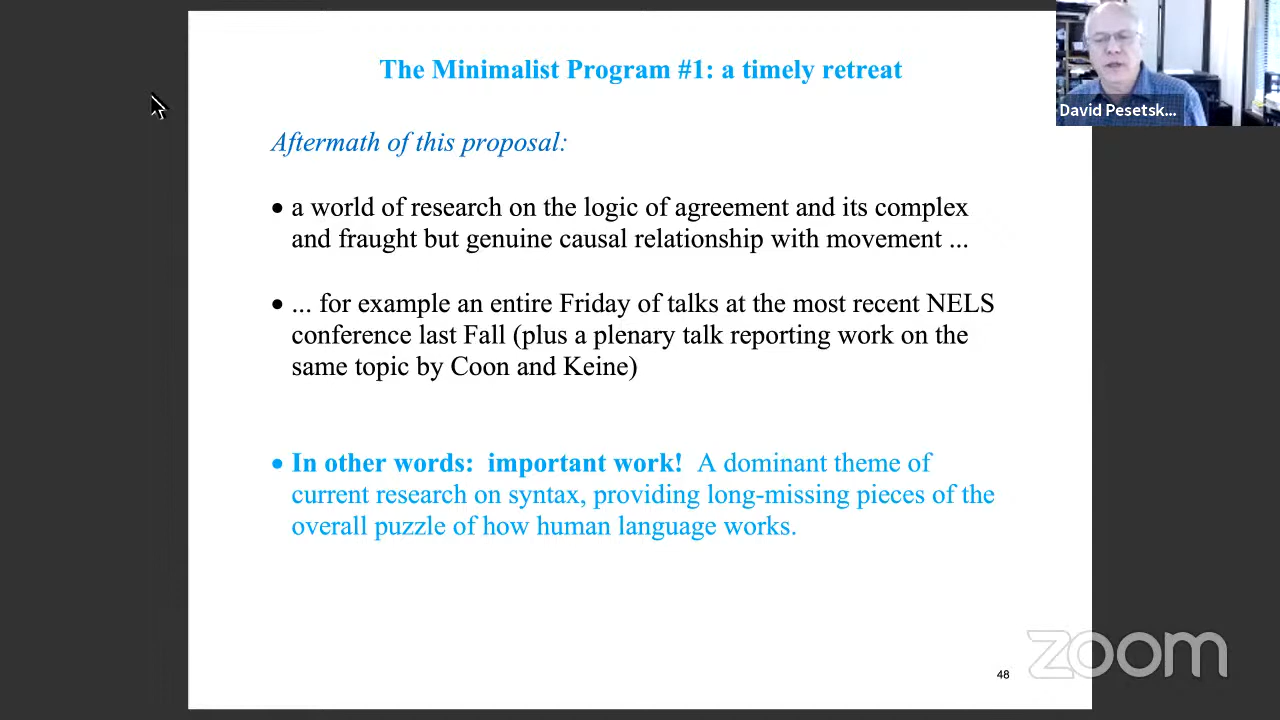 The Minimalist Program #1: a timely retreat
David Pesetsk...
Aftermath of this proposal:
• a world of research on the logic of agreement and its complex
and fraught but genuine causal relationship with movement ...
• ... for example an entire Friday of talks at the most recent NELS
conference last Fall (plus a plenary talk reporting work on the
same topic by Coon and Keine)
• In other words:  important work!  A dominant theme of
current research on syntax, providing long-missing pieces of the
overall puzzle of how human language works.
zoom
48